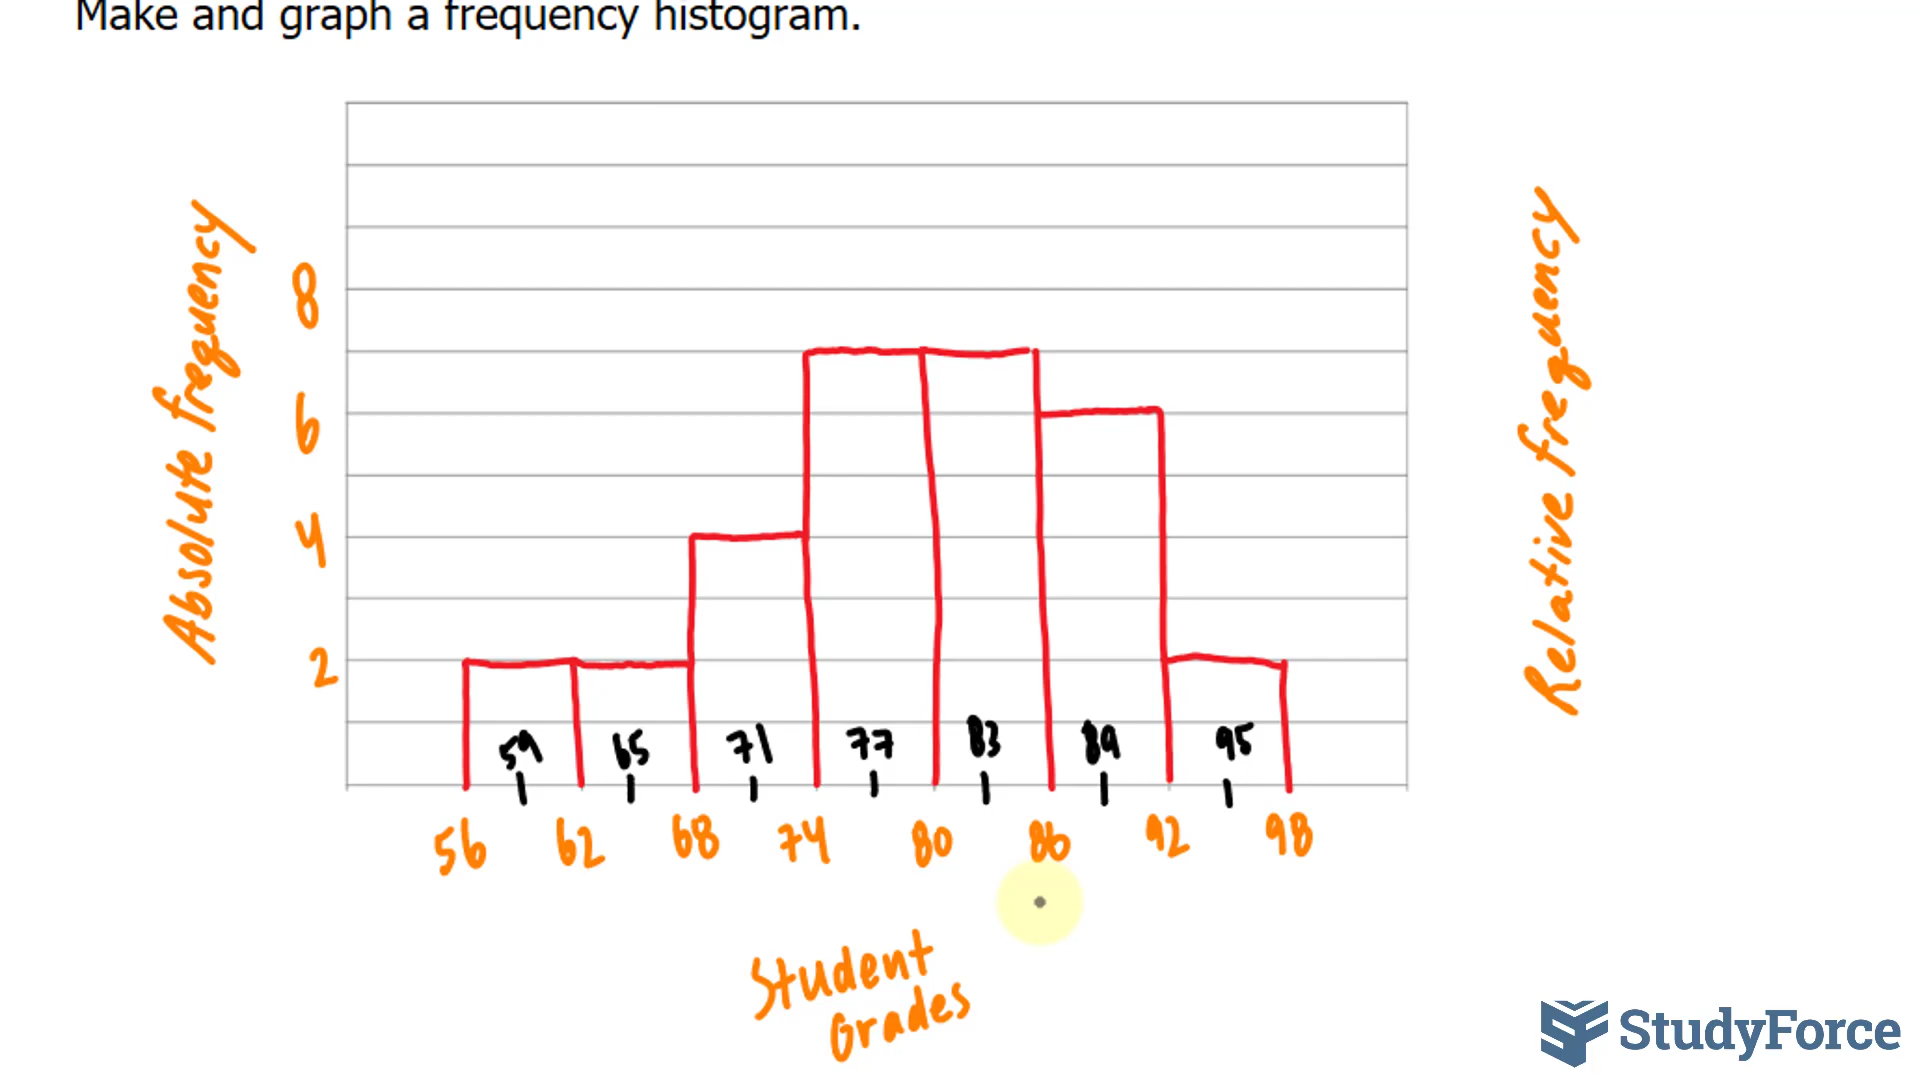 Make and graph a frequency histogram.
Absolute frequency
8
6
4
2
Relative frequency
59 65 71 77 83 89 95
56 62 68 74 80 86 92 98
Student
Grades
StudyForce